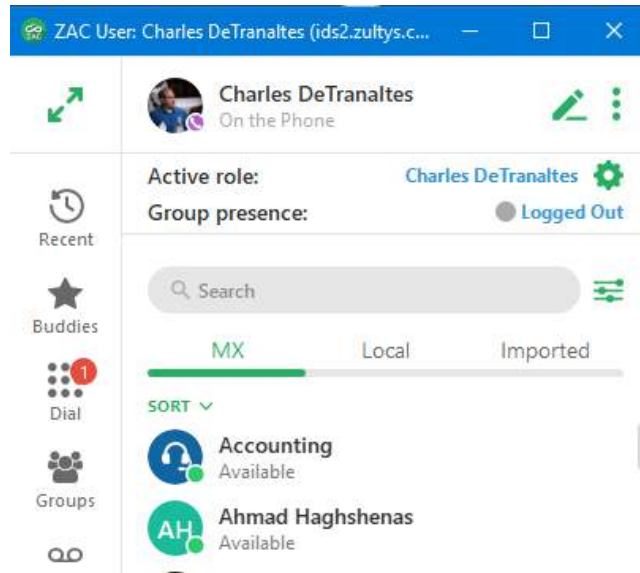 ZAC User: Charles DeTranaltes (ids2.zultys.c...
Charles DeTranaltes
On the Phone
Active role: Charles DeTranaltes
Group presence: Logged Out
Recent
Search
Buddies
MX Local Imported
1
Dial
SORT
Accounting
Available
Groups
AH
Ahmad Haghshenas
Available